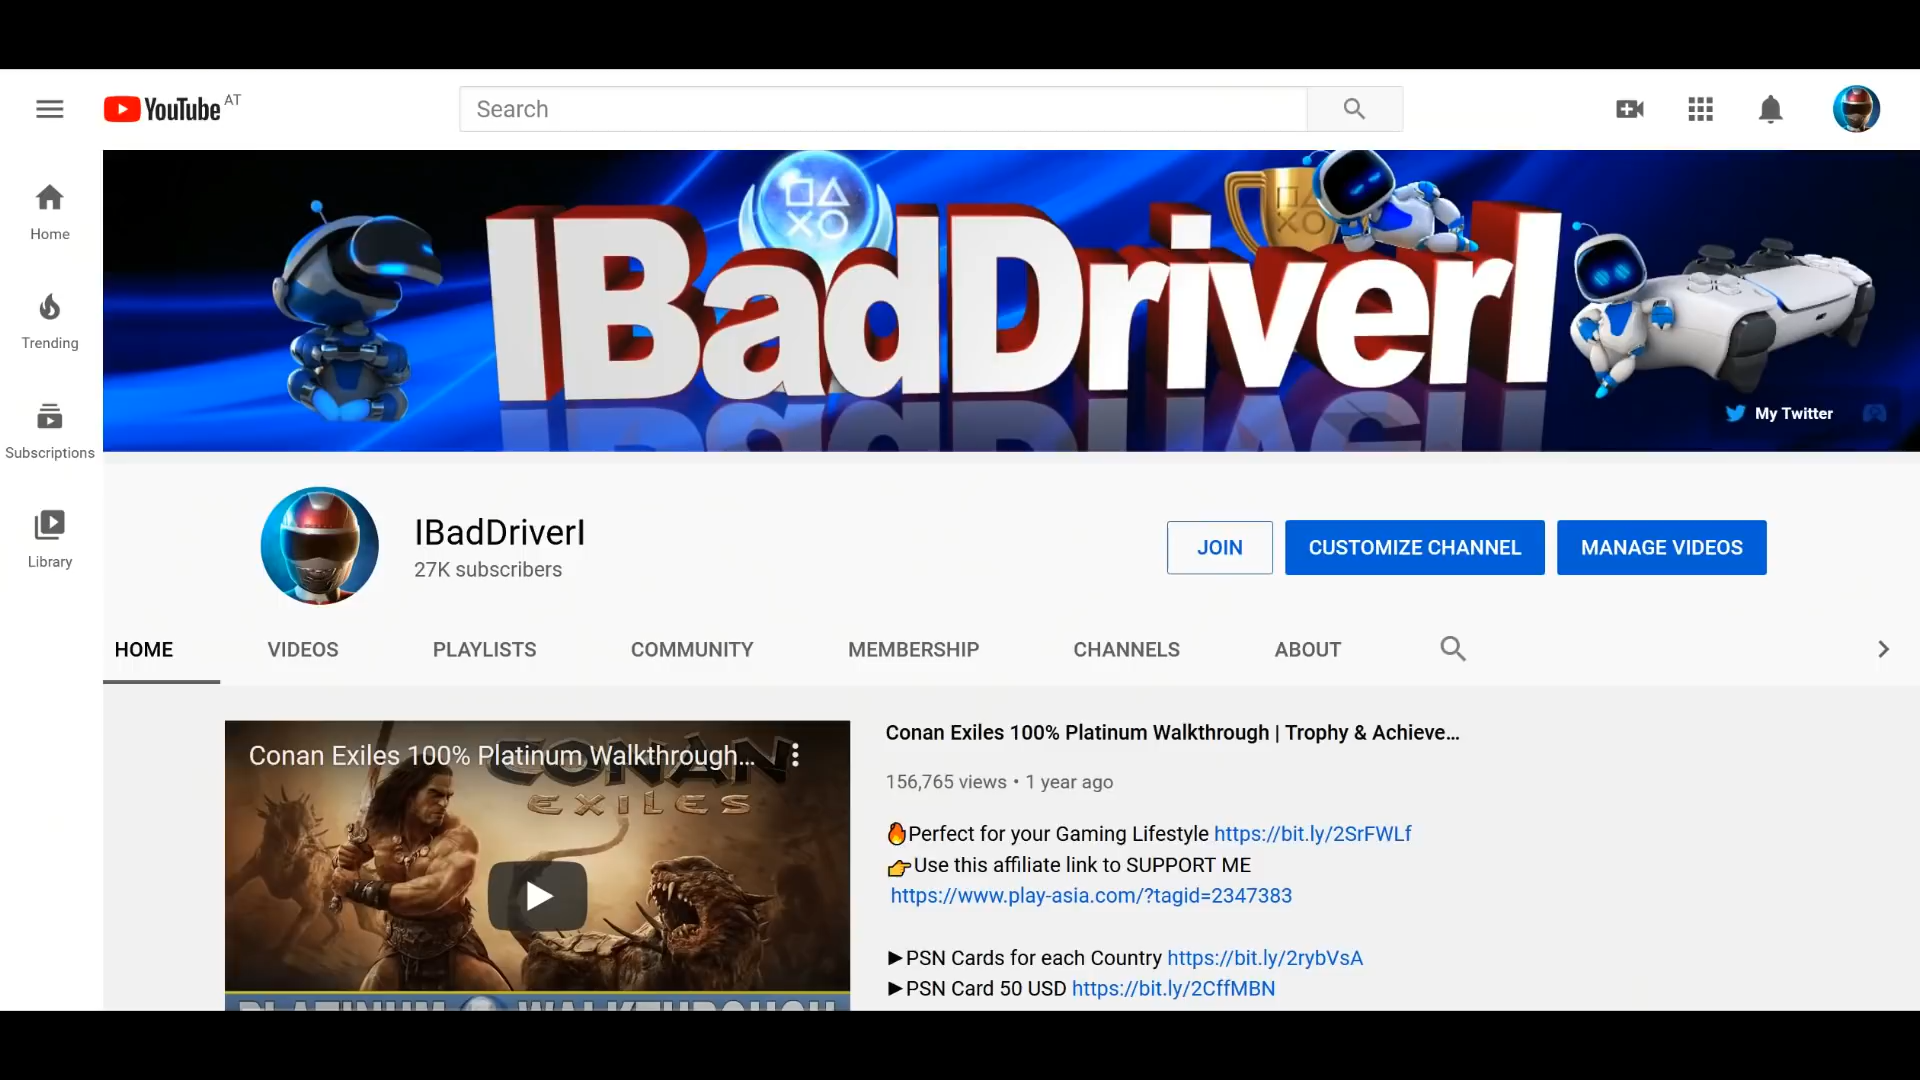 YouTube AT
Search
Home
Trending
Subscriptions
Library
IBadDriverI
My Twitter
IBadDriverI
27K subscribers
JOIN
CUSTOMIZE CHANNEL
MANAGE VIDEOS
HOME
VIDEOS
PLAYLISTS
COMMUNITY
MEMBERSHIP
CHANNELS
ABOUT
Conan Exiles 100% Platinum Walkthrough...
CONAN
EXILES
PLATINUM WALKTHROUGH
Conan Exiles 100% Platinum Walkthrough | Trophy & Achieve...
156,765 views • 1 year ago
🔥Perfect for your Gaming Lifestyle https://bit.ly/2SrFWLf
👉Use this affiliate link to SUPPORT ME
https://www.play-asia.com/?tagid=2347383
►PSN Cards for each Country https://bit.ly/2rybVsA
►PSN Card 50 USD https://bit.ly/2CffMBN